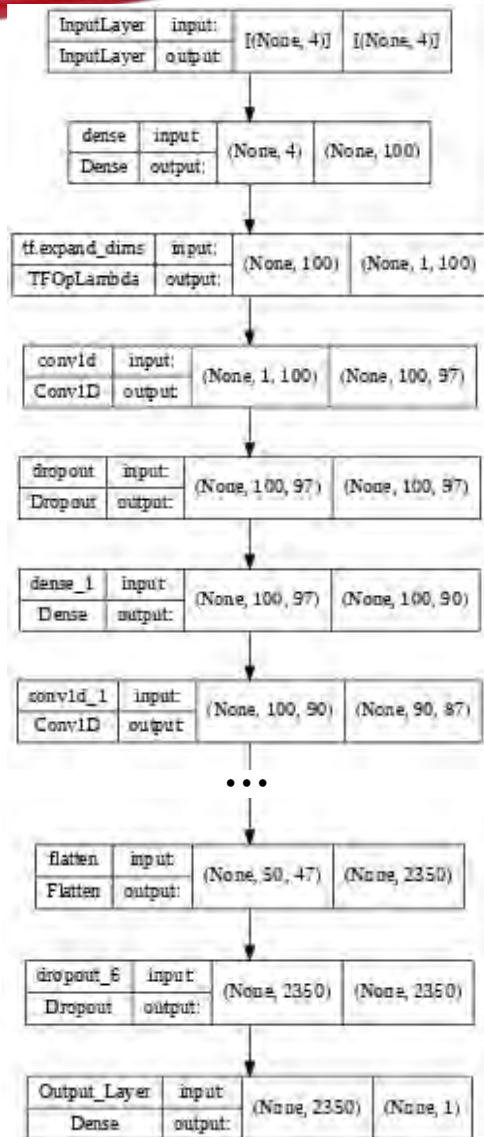 InputLayer input: [(None, 4)] [(None, 4)]
InputLayer output:
dense input: (None, 4) (None, 100)
Dense output:
tf.expand_dims input: (None, 100) (None, 1, 100)
TFOpLambda output:
conv1d input: (None, 1, 100) (None, 100, 97)
Conv1D output:
dropout input: (None, 100, 97) (None, 100, 97)
Dropout output:
dense_1 input: (None, 100, 97) (None, 100, 90)
Dense output:
conv1d_1 input: (None, 100, 90) (None, 90, 87)
Conv1D output:
...
flatten input: (None, 50, 47) (None, 2350)
Flatten output:
dropout_6 input: (None, 2350) (None, 2350)
Dropout output:
Output_Layer input: (None, 2350) (None, 1)
Dense output: